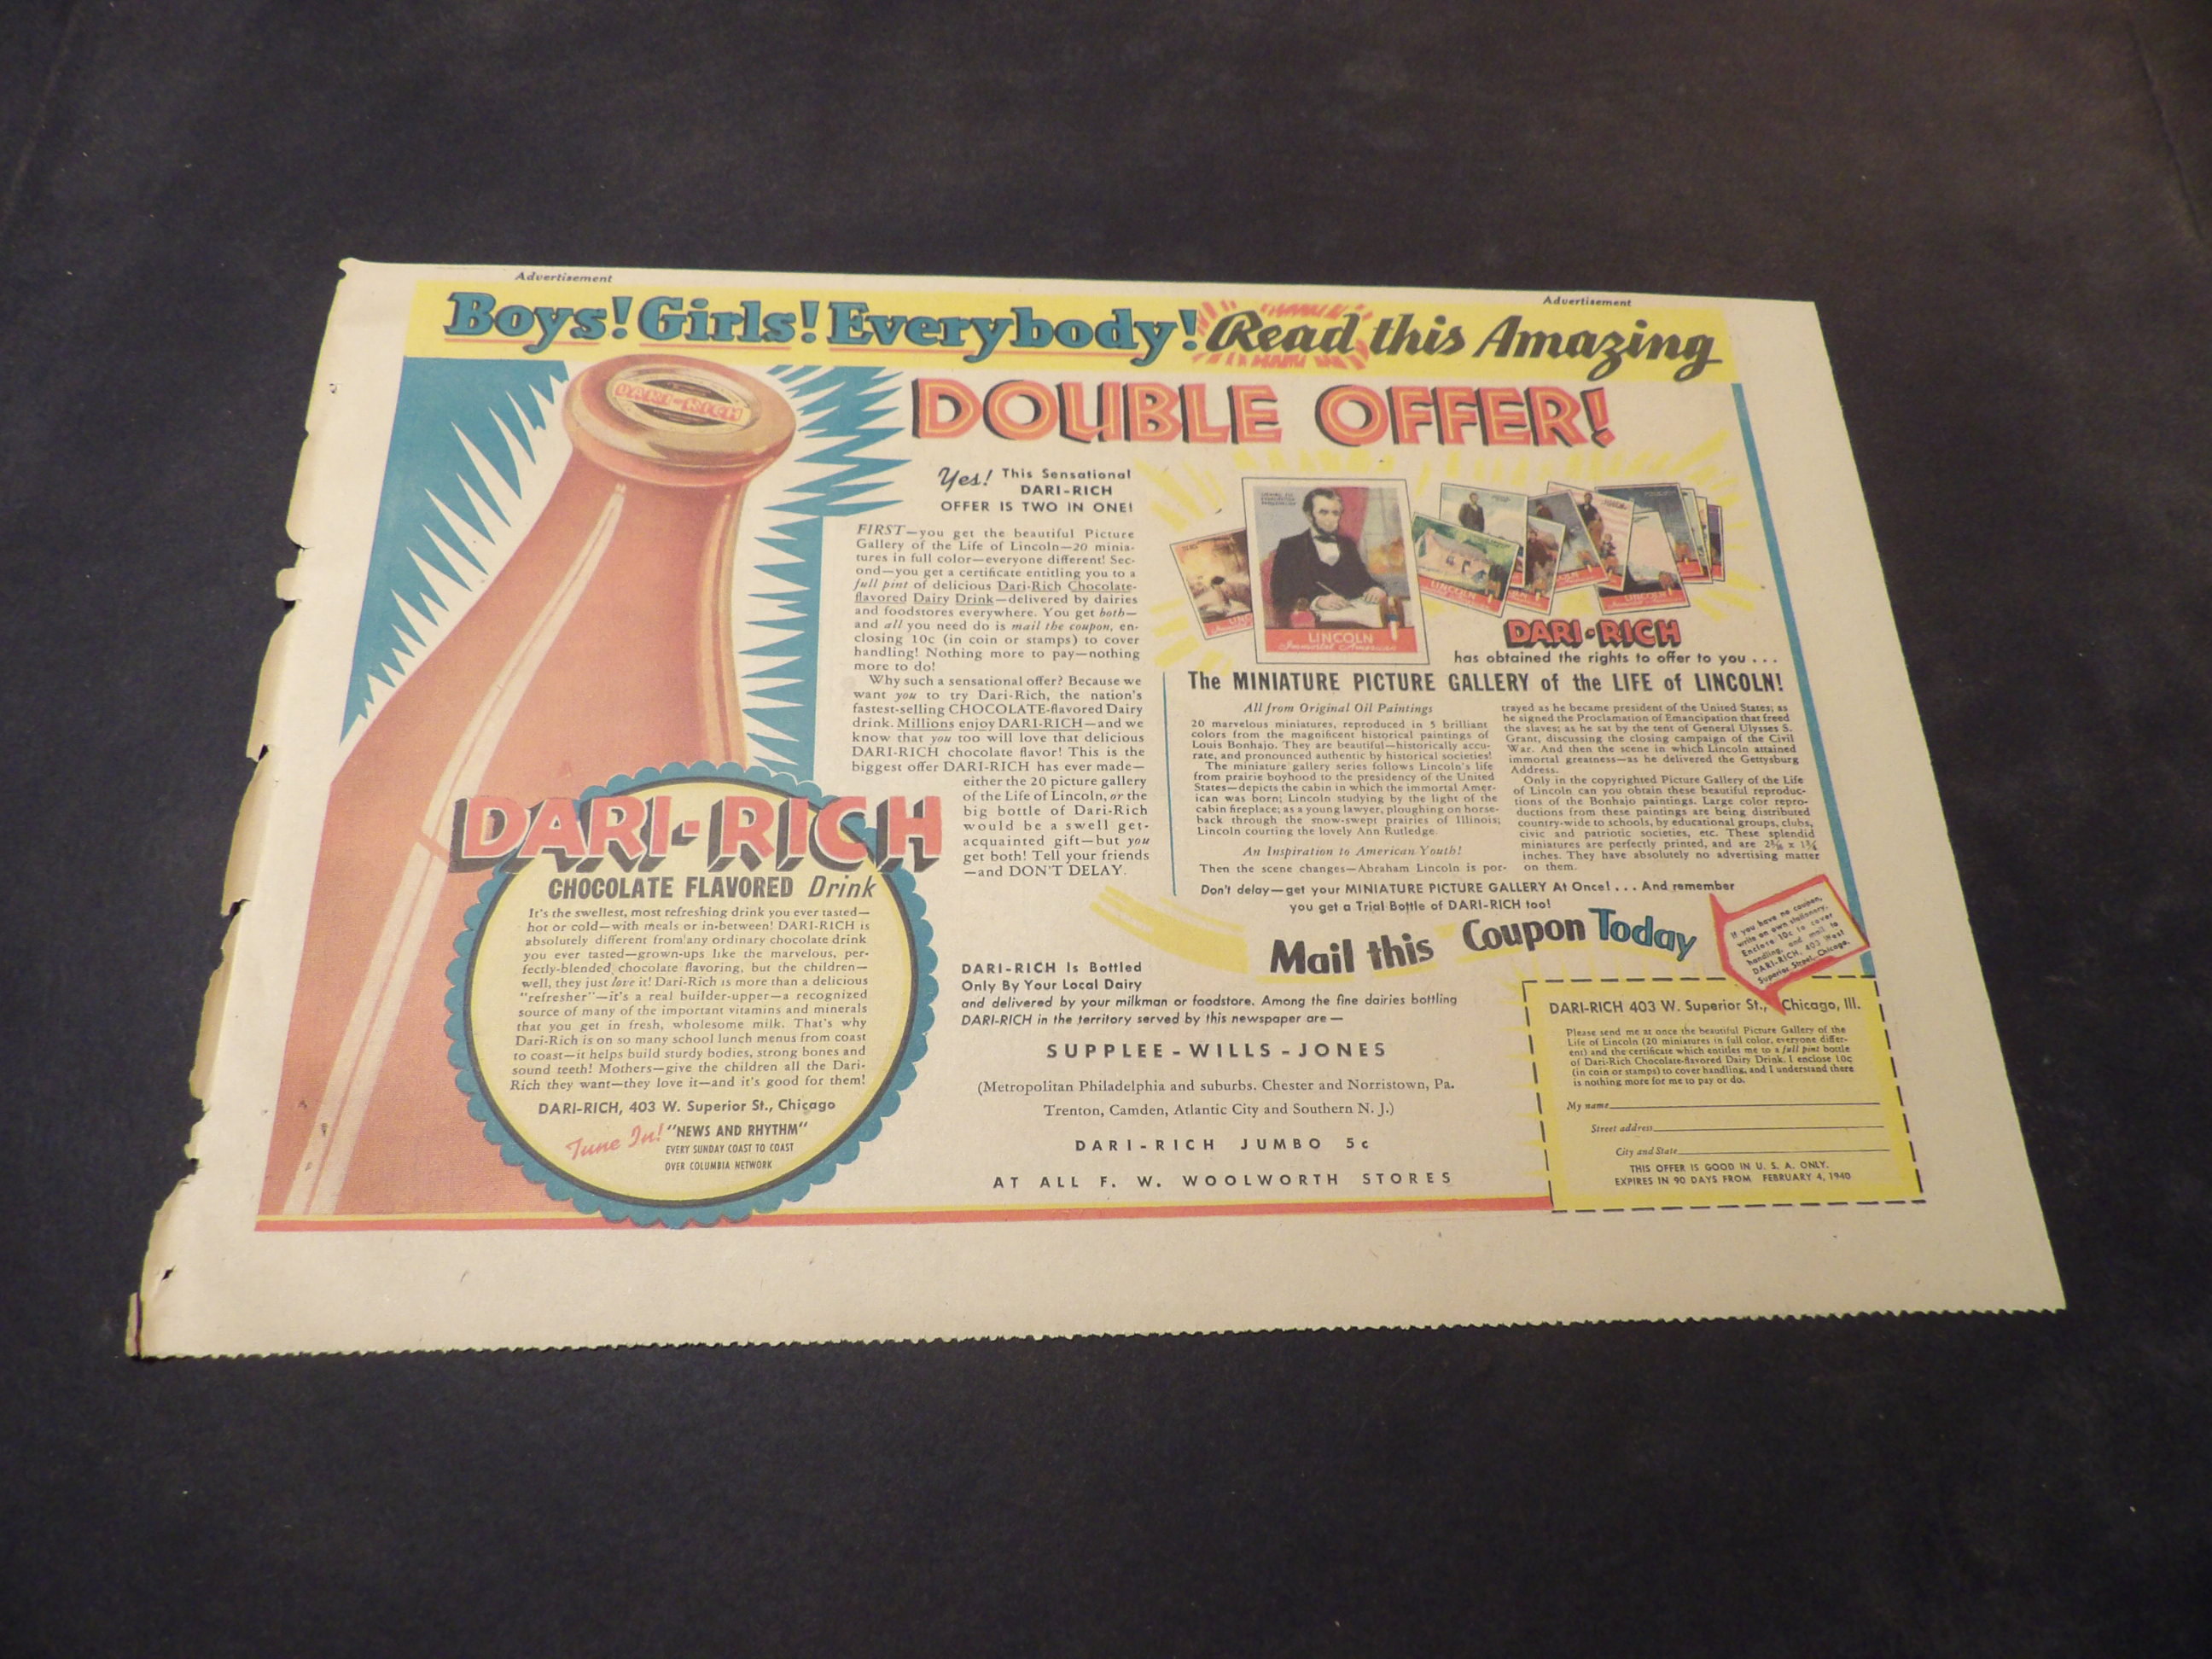 Advertisement
Advertisement
Boys! Girls! Everybody! Read this Amazing
DOUBLE OFFER!
DARI-RICH
Yes! This Sensational
DARI-RICH
OFFER IS TWO IN ONE!
FIRST—you get the beautiful Picture
Gallery of the Life of Lincoln—20 minia-
tures in full color—everyone different! Sec-
ond—you get a certificate entitling you to a
full pint of delicious Dari-Rich Chocolate-
flavored Dairy Drink—delivered by dairies
and foodstores everywhere. You get both—
and all you need do is mail the coupon, en-
closing 10c (in coin or stamps) to cover
handling! Nothing more to pay—nothing
more to do!
Why such a sensational offer? Because we
want you to try Dari-Rich, the nation's
fastest-selling CHOCOLATE-flavored Dairy
drink. Millions enjoy DARI-RICH—and we
know that you too will love that delicious
DARI-RICH chocolate flavor! This is the
biggest offer DARI-RICH has ever made—
either the 20 picture gallery
of the Life of Lincoln, or the
big bottle of Dari-Rich
would be a swell get-
acquainted gift—but you
get both! Tell your friends
—and DON'T DELAY.
LINCOLN
Immortal American
LINCOLN
LINCOLN
DARI-RICH
has obtained the rights to offer to you . . .
The MINIATURE PICTURE GALLERY of the LIFE of LINCOLN!
All from Original Oil Paintings
20 marvelous miniatures, reproduced in 5 brilliant
colors from the magnificent historical paintings of
Louis Bonhajo. They are beautiful—historically accu-
rate, and pronounced authentic by historical societies!
The miniature gallery series follows Lincoln's life
from prairie boyhood to the presidency of the United
States—depicts the cabin in which the immortal Amer-
ican was born; Lincoln studying by the light of the
cabin fireplace; as a young lawyer, ploughing on horse-
back through the snow-swept prairies of Illinois;
Lincoln courting the lovely Ann Rutledge.
An Inspiration to American Youth!
Then the scene changes—Abraham Lincoln is por-
trayed as he became president of the United States; as
he signed the Proclamation of Emancipation that freed
the slaves; as he sat by the tent of General Ulysses S.
Grant, discussing the closing campaign of the Civil
War. And then the scene in which Lincoln attained
immortal greatness—as he delivered the Gettysburg
Address.
Only in the copyrighted Picture Gallery of the Life
of Lincoln can you obtain these beautiful reproduc-
tions of the Bonhajo paintings. Large color repro-
ductions from these paintings are being distributed
country-wide to schools, by educational groups, clubs,
civic and patriotic societies, etc. These splendid
miniatures are perfectly printed, and are 2⅜ x 1¾
inches. They have absolutely no advertising matter
on them.
Don't delay—get your MINIATURE PICTURE GALLERY At Once! . . . And remember
you get a Trial Bottle of DARI-RICH too!
DARI-RICH
CHOCOLATE FLAVORED Drink
It's the swellest, most refreshing drink you ever tasted—
hot or cold—with meals or in-between! DARI-RICH is
absolutely different from any ordinary chocolate drink
you ever tasted—grown-ups like the marvelous, per-
fectly-blended chocolate flavoring, but the children—
well, they just love it! Dari-Rich is more than a delicious
"refresher"—it's a real builder-upper—a recognized
source of many of the important vitamins and minerals
that you get in fresh, wholesome milk. That's why
Dari-Rich is on so many school lunch menus from coast
to coast—it helps build sturdy bodies, strong bones and
sound teeth! Mothers—give the children all the Dari-
Rich they want—they love it—and it's good for them!
DARI-RICH, 403 W. Superior St., Chicago
Tune In! "NEWS AND RHYTHM"
EVERY SUNDAY COAST TO COAST
OVER COLUMBIA NETWORK
DARI-RICH Is Bottled
Only By Your Local Dairy
and delivered by your milkman or foodstore. Among the fine dairies bottling
DARI-RICH in the territory served by this newspaper are —
SUPPLEE-WILLS-JONES
(Metropolitan Philadelphia and suburbs. Chester and Norristown, Pa.
Trenton, Camden, Atlantic City and Southern N. J.)
DARI-RICH JUMBO 5c
AT ALL F. W. WOOLWORTH STORES
Mail this Coupon Today
If you have no coupon,
write on own stationery.
Enclose 10c to cover
handling, and mail to
DARI-RICH, 403 West
Superior Street, Chicago.
DARI-RICH 403 W. Superior St., Chicago, Ill.
Please send me at once the beautiful Picture Gallery of the
Life of Lincoln (20 miniatures in full color, everyone differ-
ent) and the certificate which entitles me to a full pint bottle
of Dari-Rich Chocolate-flavored Dairy Drink. I enclose 10c
(in coin or stamps) to cover handling, and I understand there
is nothing more for me to pay or do.
My name
Street address
City and State
THIS OFFER IS GOOD IN U. S. A. ONLY.
EXPIRES IN 90 DAYS FROM FEBRUARY 4, 1940